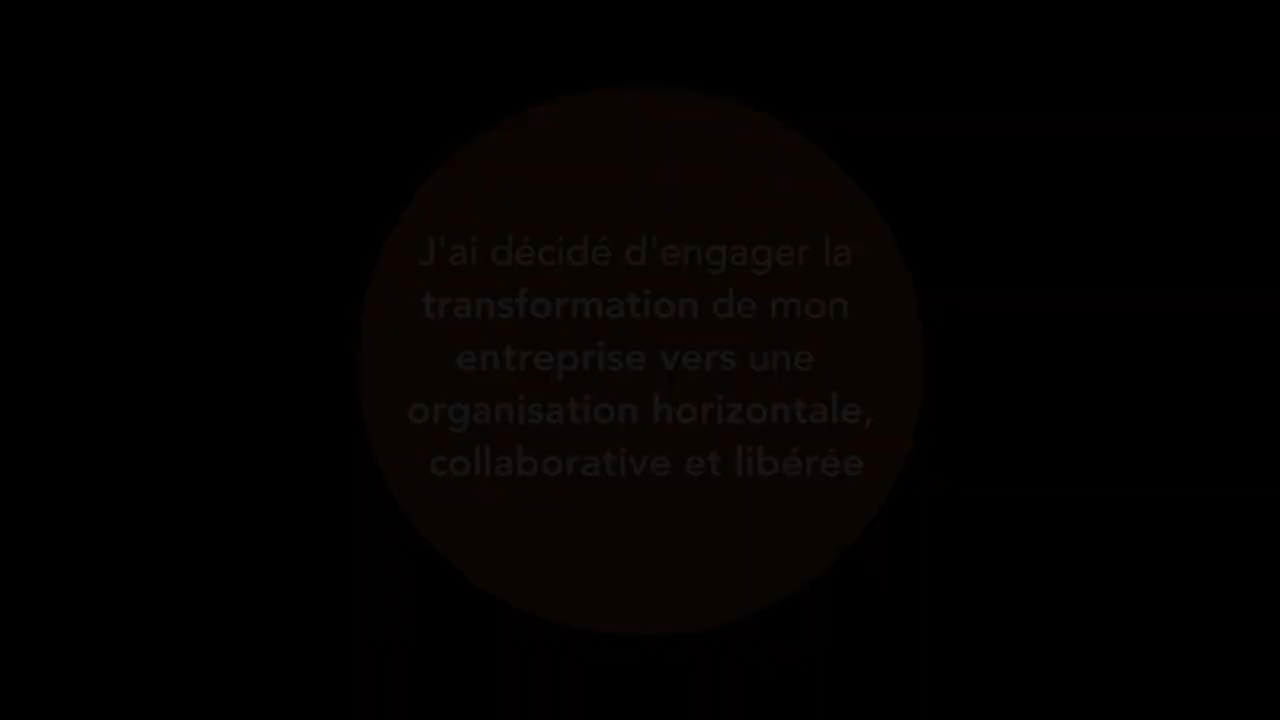 J'ai décidé d'engager la
transformation de mon
entreprise vers une
organisation horizontale,
collaborative et libérée